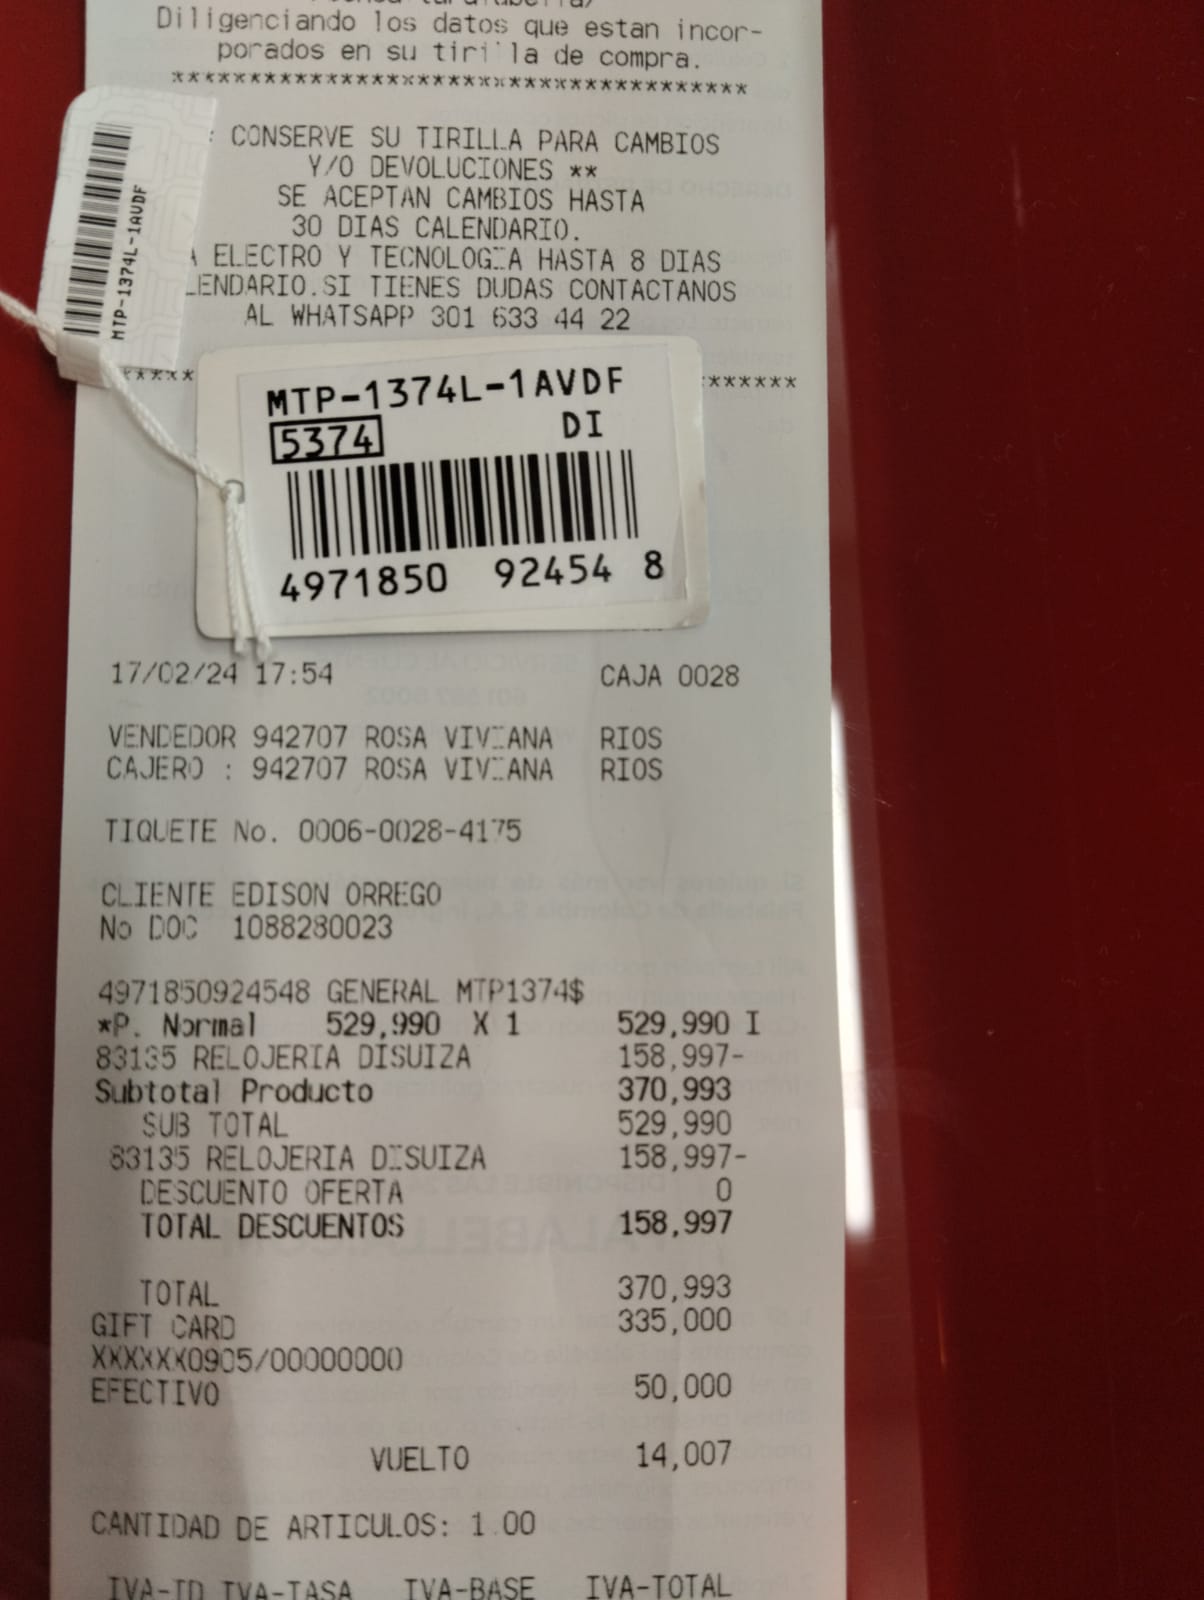 Diligenciando los datos que estan incor-
porados en su tirilla de compra.
*************************************
CONSERVE SU TIRILLA PARA CAMBIOS
Y/O DEVOLUCIONES **
SE ACEPTAN CAMBIOS HASTA
30 DIAS CALENDARIO.
A ELECTRO Y TECNOLOGIA HASTA 8 DIAS
LENDARIO.SI TIENES DUDAS CONTACTANOS
AL WHATSAPP 301 633 44 22
MTP-1374L-1AVDF
MTP-1374L-1AVDF
5374 DI
4971850 92454 8
17/02/24 17:54 CAJA 0028
VENDEDOR 942707 ROSA VIVIANA RIOS
CAJERO : 942707 ROSA VIVIANA RIOS
TIQUETE No. 0006-0028-4175
CLIENTE EDISON ORREGO
No DOC 1088280023
4971850924548 GENERAL MTP1374$
*P. Normal 529,990 X 1 529,990 I
83135 RELOJERIA DISUIZA 158,997-
Subtotal Producto 370,993
SUB TOTAL 529,990
83135 RELOJERIA DISUIZA 158,997-
DESCUENTO OFERTA 0
TOTAL DESCUENTOS 158,997
TOTAL 370,993
GIFT CARD 335,000
XXXXXX0905/00000000
EFECTIVO 50,000
VUELTO 14,007
CANTIDAD DE ARTICULOS: 1.00
IVA-ID IVA-TASA IVA-BASE IVA-TOTAL